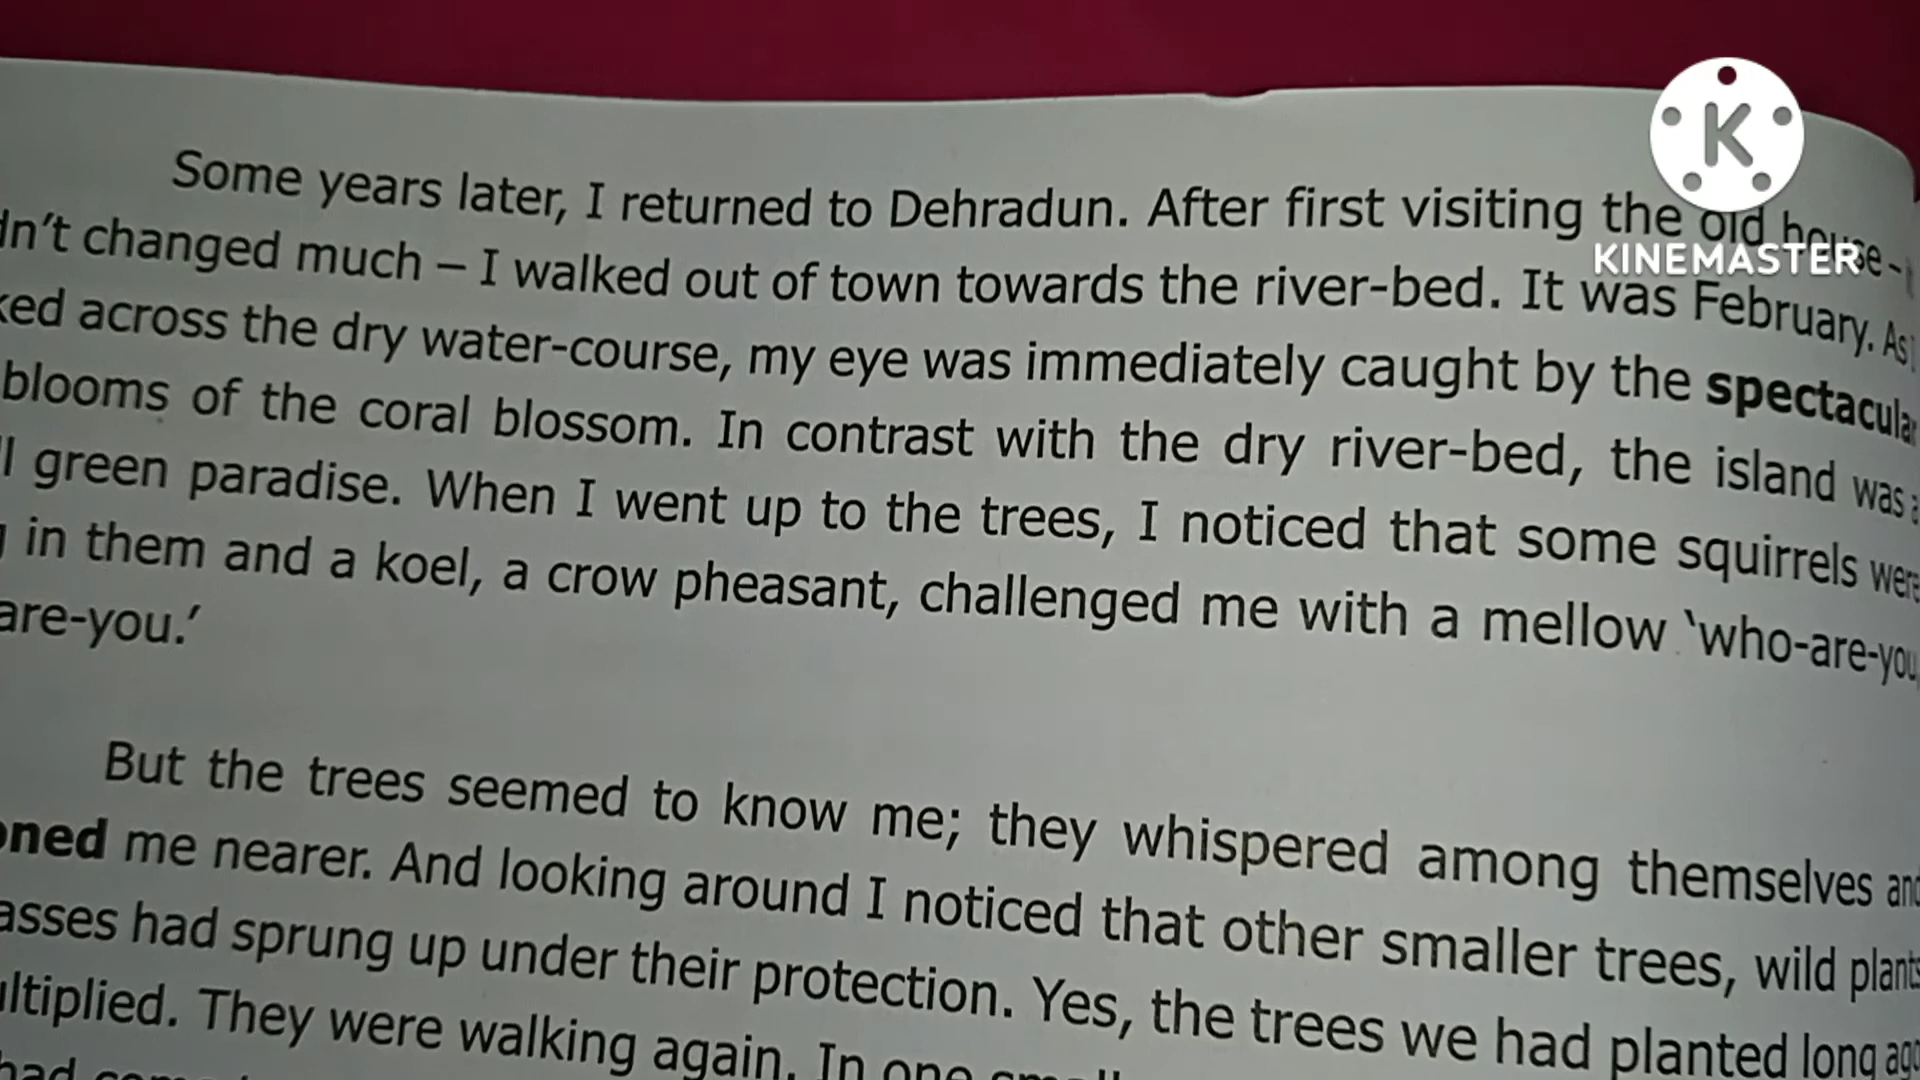 Some years later, I returned to Dehradun. After first visiting the old house –
changed much – I walked out of town towards the river-bed. It was February. As
across the dry water-course, my eye was immediately caught by the spectacular
blooms of the coral blossom. In contrast with the dry river-bed, the island was a
green paradise. When I went up to the trees, I noticed that some squirrels were
in them and a koel, a crow pheasant, challenged me with a mellow ‘who-are-you,
are-you.’
But the trees seemed to know me; they whispered among themselves and
me nearer. And looking around I noticed that other smaller trees, wild plants
had sprung up under their protection. Yes, the trees we had planted long ago
They were walking again. In one
had
K
KINEMASTER